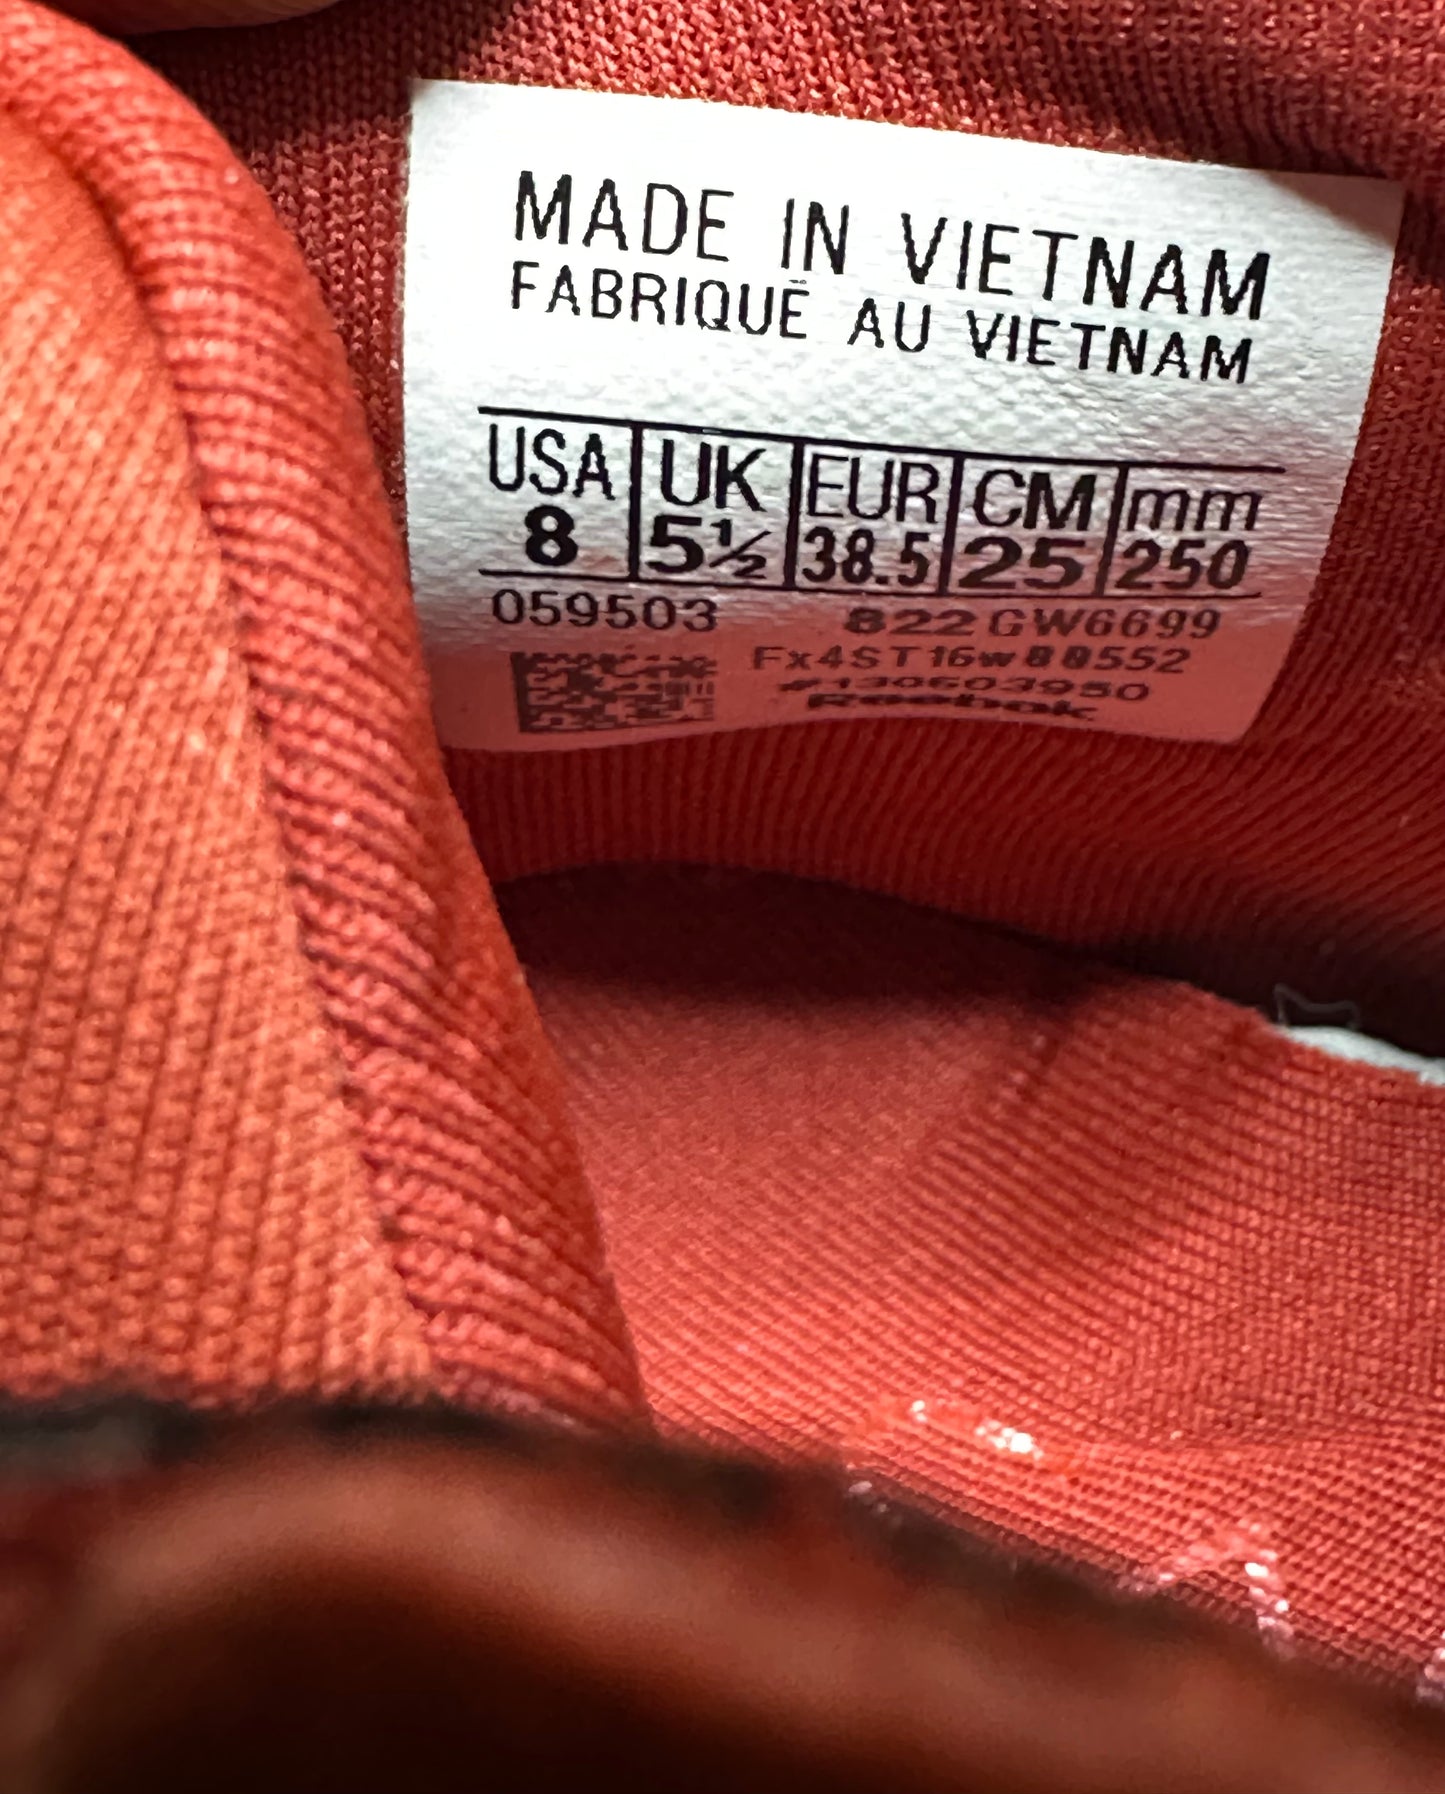 MADE IN VIETNAM
FABRIQUÉ AU VIETNAM
USA UK EUR CM mm
8 5½ 38.5 25 250
059503 822 GW6699
#130603950
Reebok